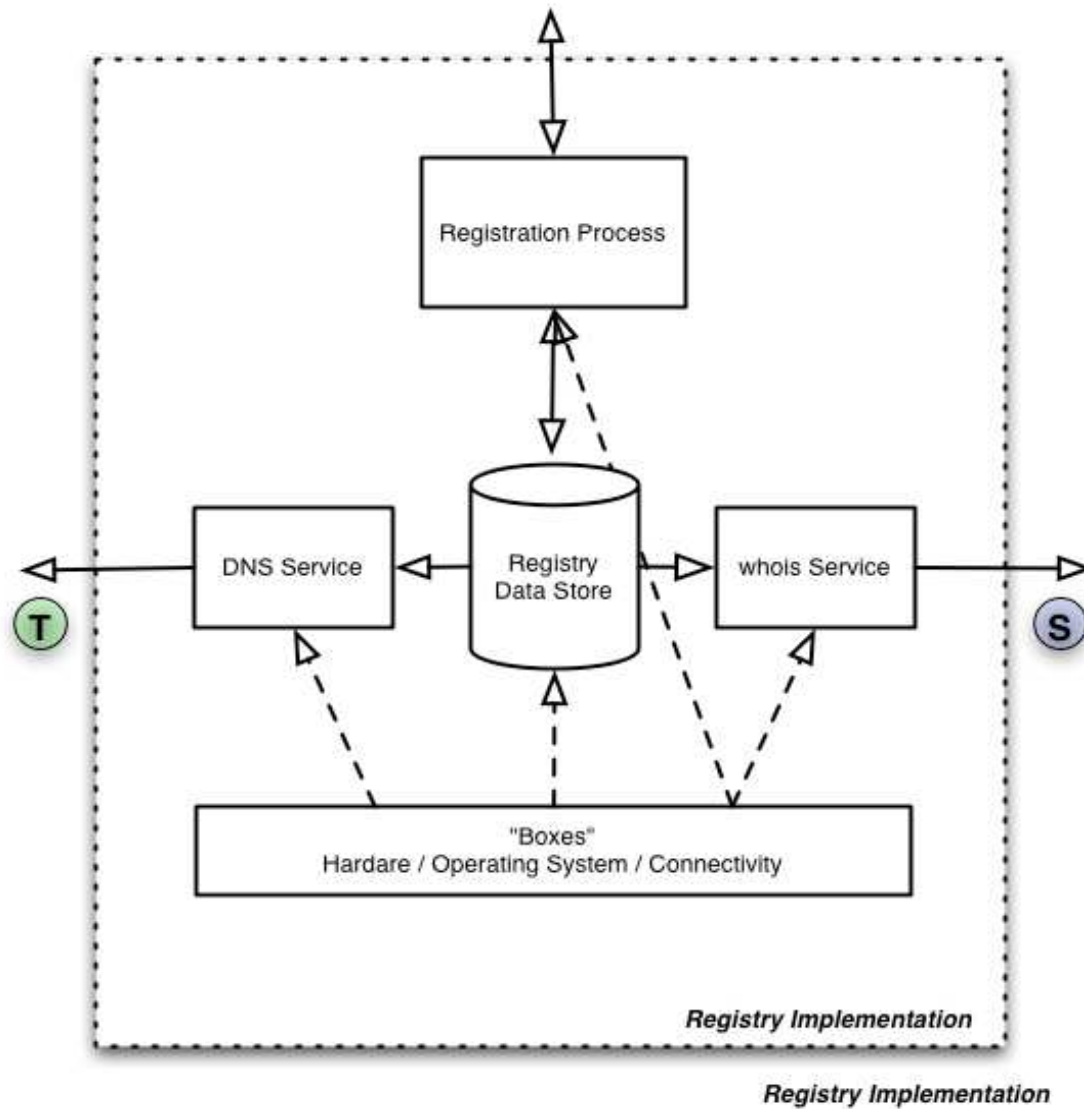 Registration Process
DNS Service
Registry
Data Store
whois Service
T
S
"Boxes"
Hardare / Operating System / Connectivity
Registry Implementation
Registry Implementation